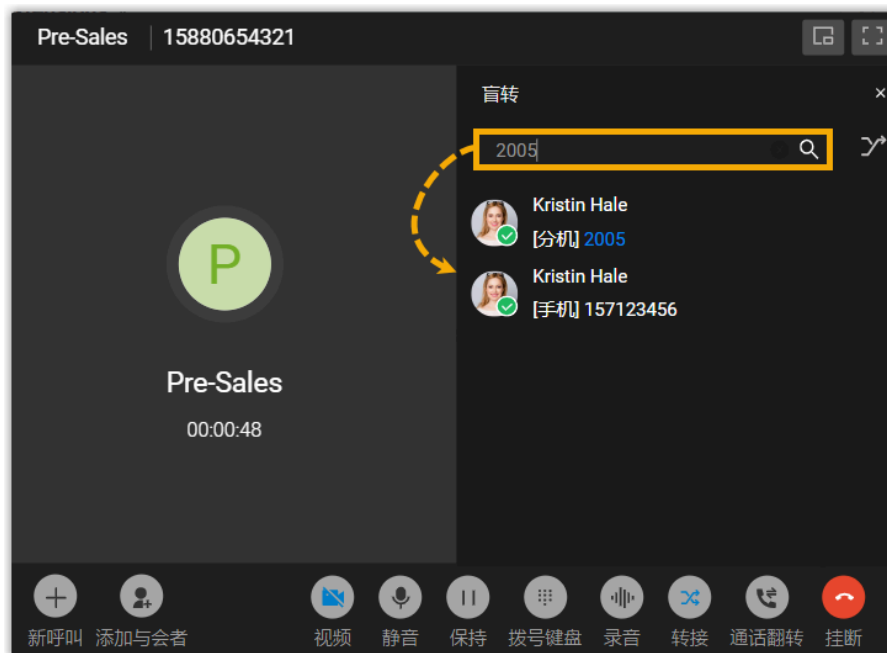 Pre-Sales 15880654321
盲转
2005
Kristin Hale
[分机] 2005
Kristin Hale
[手机] 157123456
P
Pre-Sales
00:00:48
新呼叫 添加与会者 视频 静音 保持 拨号键盘 录音 转接 通话翻转 挂断